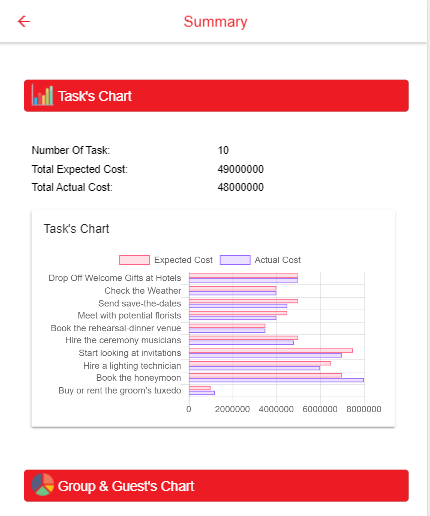 Summary
Task's Chart
Number Of Task: 10
Total Expected Cost: 49000000
Total Actual Cost: 48000000
Task's Chart
Expected Cost Actual Cost
Drop Off Welcome Gifts at Hotels
Check the Weather
Send save-the-dates
Meet with potential florists
Book the rehearsal-dinner venue
Hire the ceremony musicians
Start looking at invitations
Hire a lighting technician
Book the honeymoon
Buy or rent the groom's tuxedo
0 2000000 4000000 6000000 8000000
Group & Guest's Chart